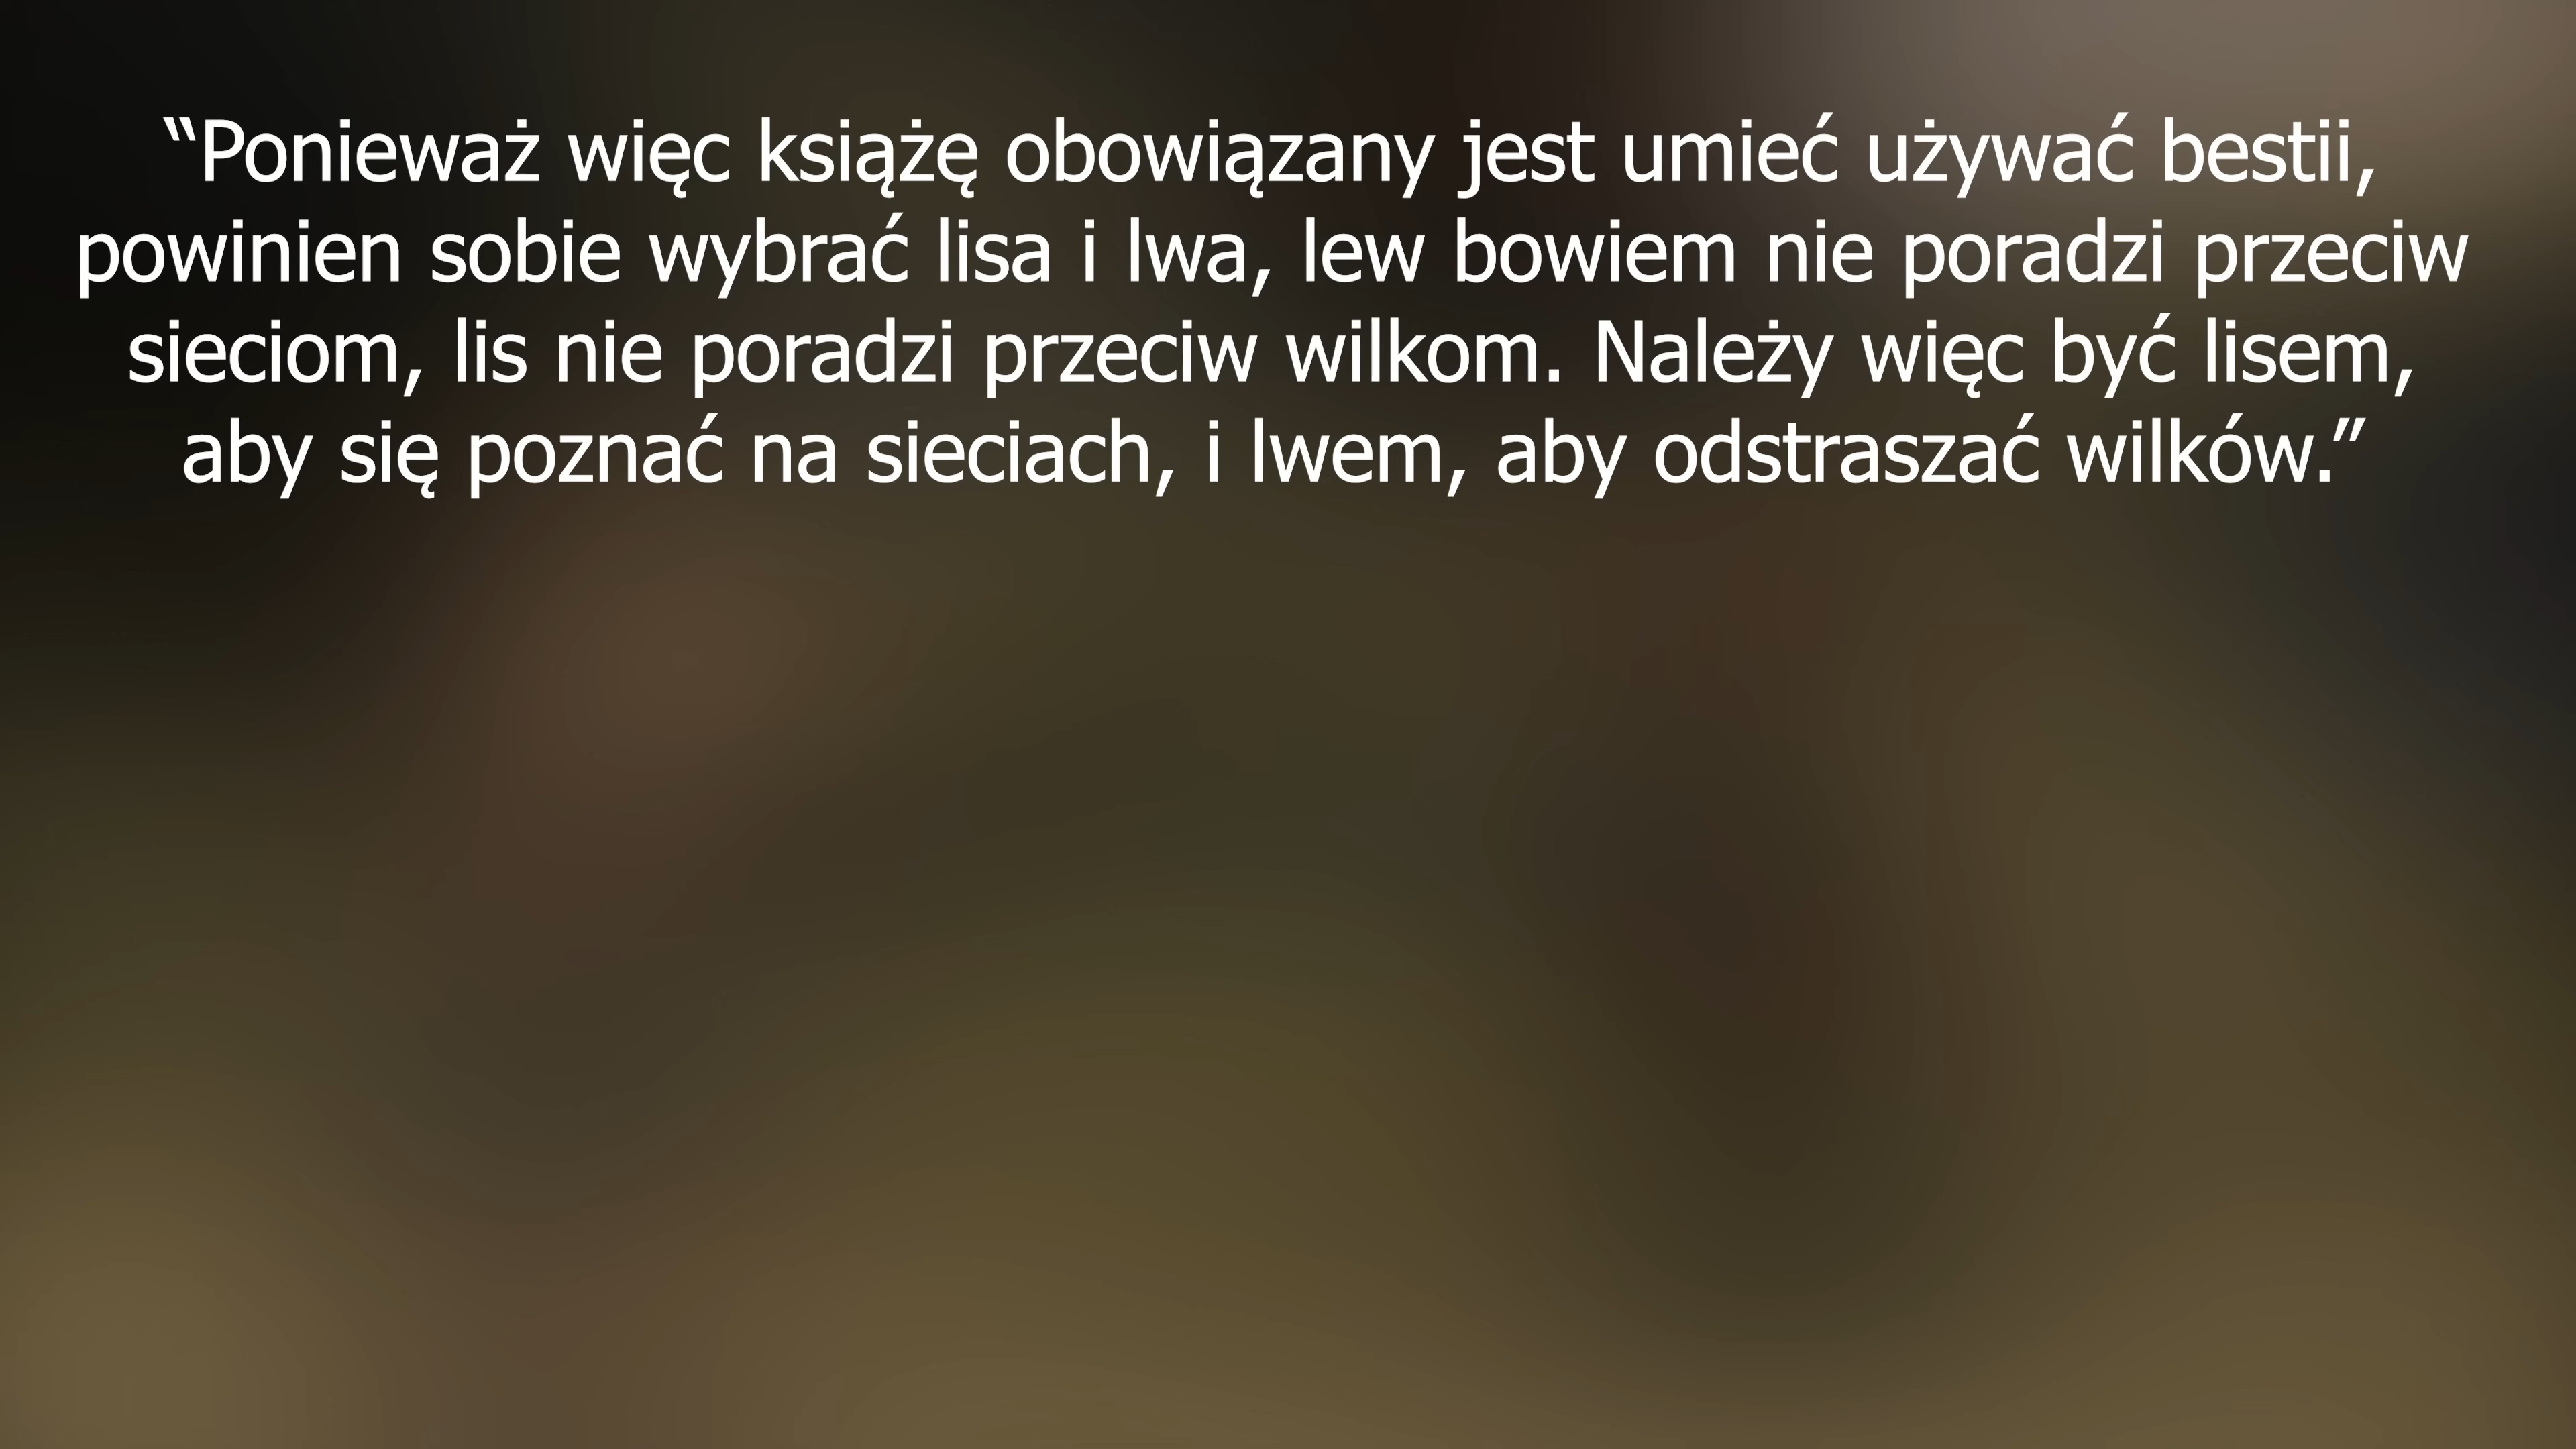 “Ponieważ więc książę obowiązany jest umieć używać bestii,
powinien sobie wybrać lisa i lwa, lew bowiem nie poradzi przeciw
sieciom, lis nie poradzi przeciw wilkom. Należy więc być lisem,
aby się poznać na sieciach, i lwem, aby odstraszać wilków.”